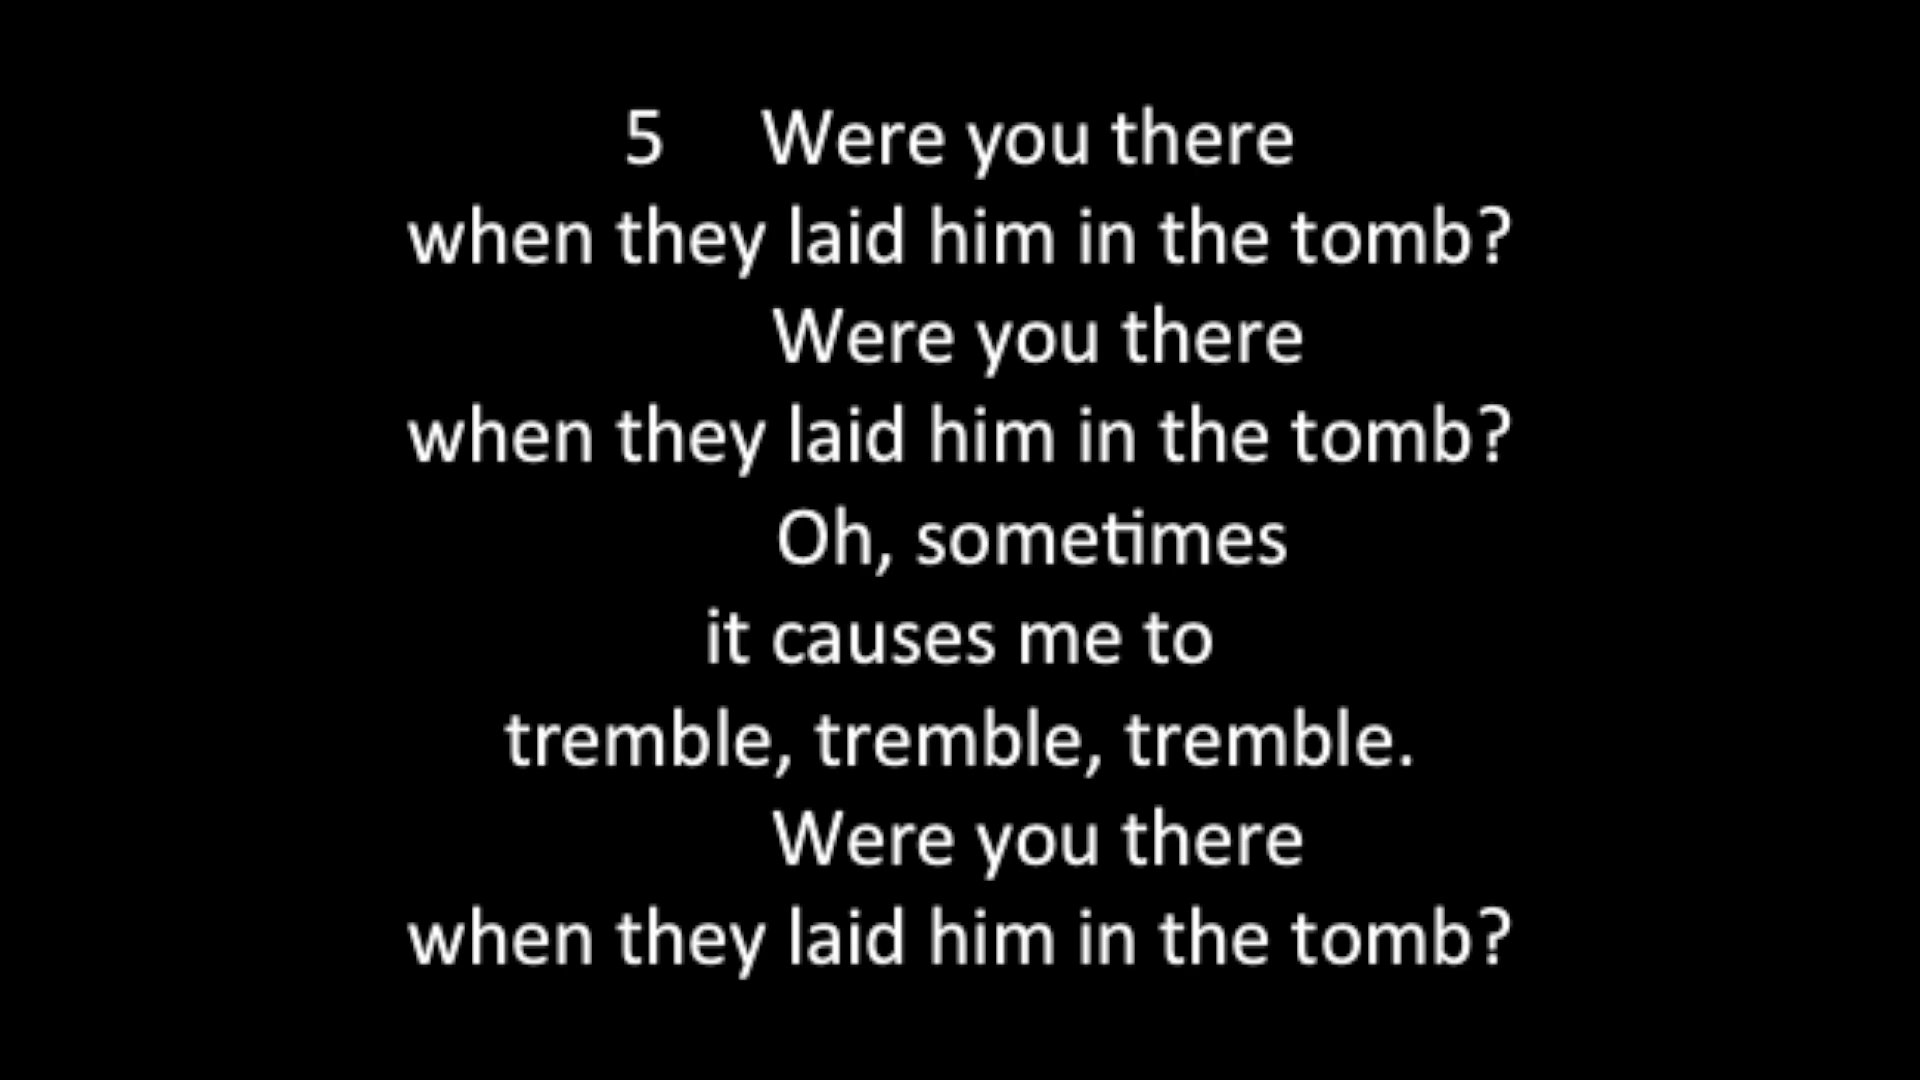 5 Were you there
when they laid him in the tomb?
Were you there
when they laid him in the tomb?
Oh, sometimes
it causes me to
tremble, tremble, tremble.
Were you there
when they laid him in the tomb?